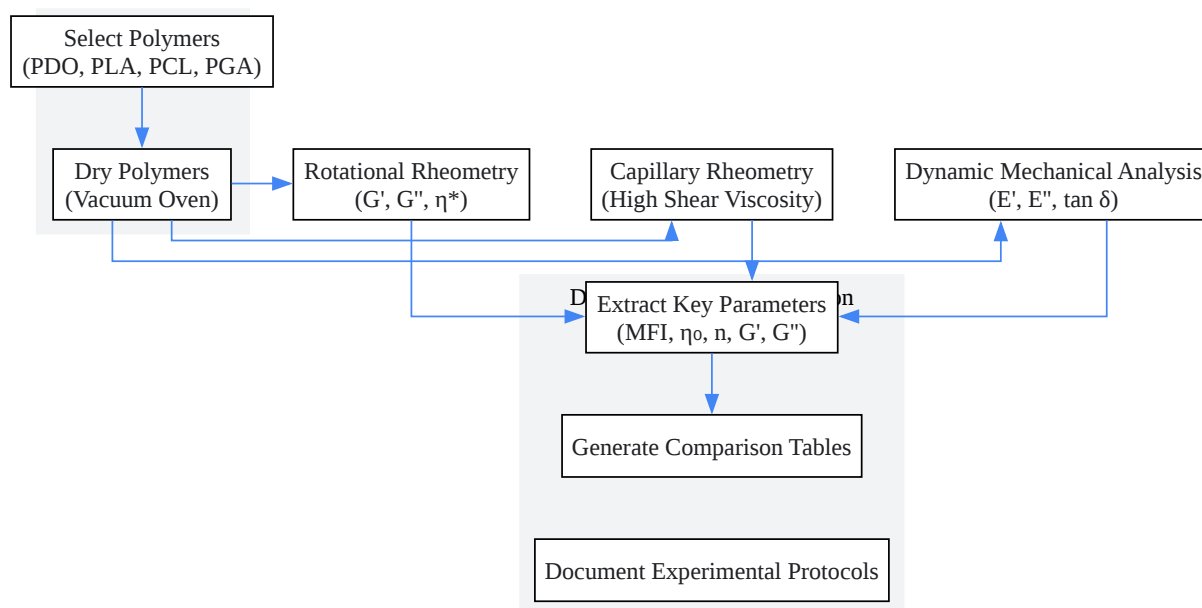 Select Polymers
(PDO, PLA, PCL, PGA)
Dry Polymers
(Vacuum Oven)
Rotational Rheometry
(G', G'', η*)
Capillary Rheometry
(High Shear Viscosity)
Dynamic Mechanical Analysis
(E', E'', tan δ)
Extract Key Parameters
(MFI, η₀, n, G', G'')
Generate Comparison Tables
Document Experimental Protocols